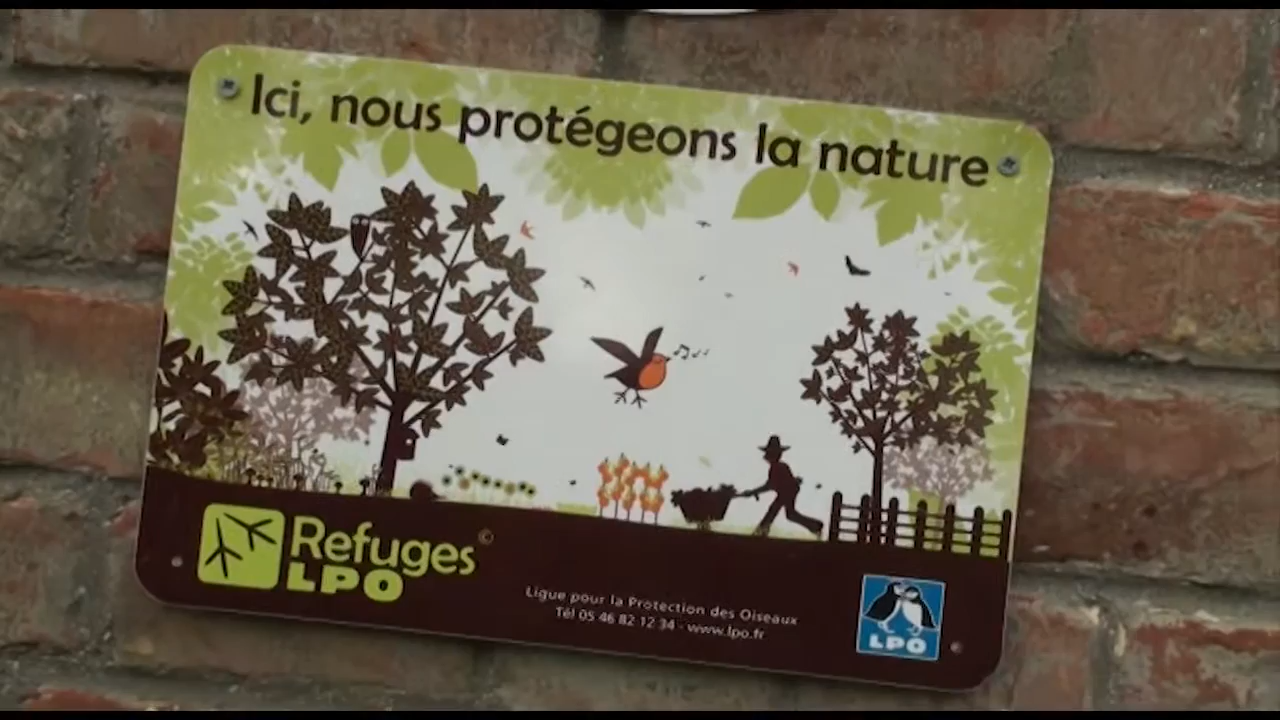 Ici, nous protégeons la nature
Refuges ©
LPO
Ligue pour la Protection des Oiseaux
Tél 05 46 82 12 34 - www.lpo.fr
LPO